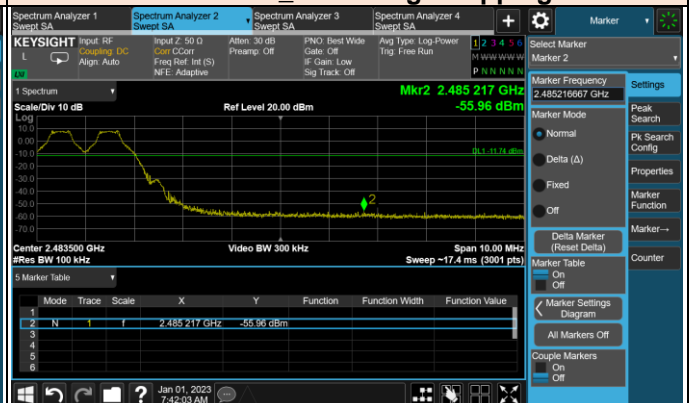 Spectrum Analyzer 1
Swept SA
Spectrum Analyzer 2
Swept SA
Spectrum Analyzer 3
Swept SA
Spectrum Analyzer 4
Swept SA
+
Marker
KEYSIGHT
L
Input: RF
Coupling: DC
Align: Auto
Input Z: 50 Ω
Corr CCorr
Freq Ref: Int (S)
NFE: Adaptive
Atten: 30 dB
Preamp: Off
PNO: Best Wide
Gate: Off
IF Gain: Low
Sig Track: Off
Avg Type: Log-Power
Trig: Free Run
1 2 3 4 5 6
M W W W W W
P N N N N N
1 Spectrum
Scale/Div 10 dB
Ref Level 20.00 dBm
Mkr2 2.485 217 GHz
-55.96 dBm
Log
10.0
0.00
-10.0
-20.0
-30.0
-40.0
-50.0
-60.0
-70.0
DL1 -11.74 dBm
2
Center 2.483500 GHz
#Res BW 100 kHz
Video BW 300 kHz
Span 10.00 MHz
Sweep ~17.4 ms (3001 pts)
5 Marker Table
Mode Trace Scale X Y Function Function Width Function Value
1
2 N 1 f 2.485 217 GHz -55.96 dBm
3
4
5
6
Jan 01, 2023
7:42:03 AM
Select Marker
Marker 2
Marker Frequency
2.485216667 GHz
Marker Mode
Normal
Delta (Δ)
Fixed
Off
Delta Marker
(Reset Delta)
Marker Table
On
Off
Marker Settings
Diagram
All Markers Off
Couple Markers
On
Off
Settings
Peak
Search
Pk Search
Config
Properties
Marker
Function
Marker→
Counter